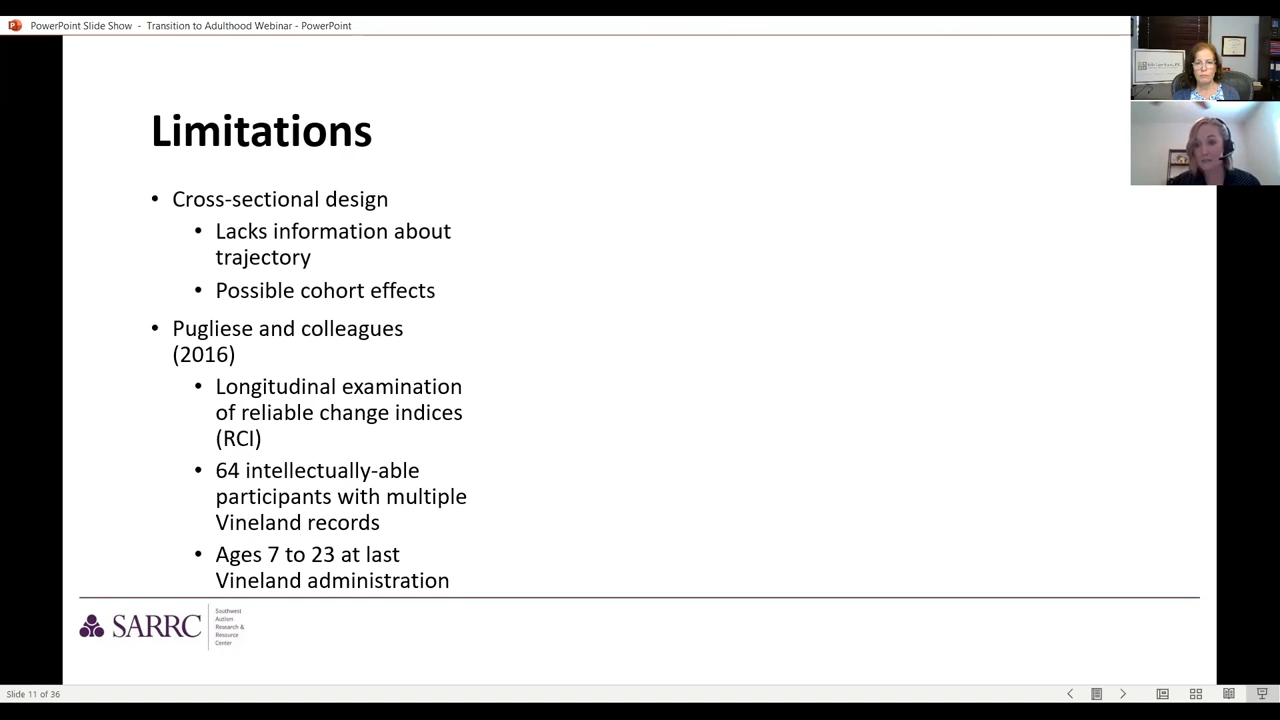 PowerPoint Slide Show - Transition to Adulthood Webinar - PowerPoint
Limitations
• Cross-sectional design
• Lacks information about
trajectory
• Possible cohort effects
• Pugliese and colleagues
(2016)
• Longitudinal examination
of reliable change indices
(RCI)
• 64 intellectually-able
participants with multiple
Vineland records
• Ages 7 to 23 at last
Vineland administration
SARRC
Southwest
Autism
Research &
Resource
Center
Slide 11 of 36